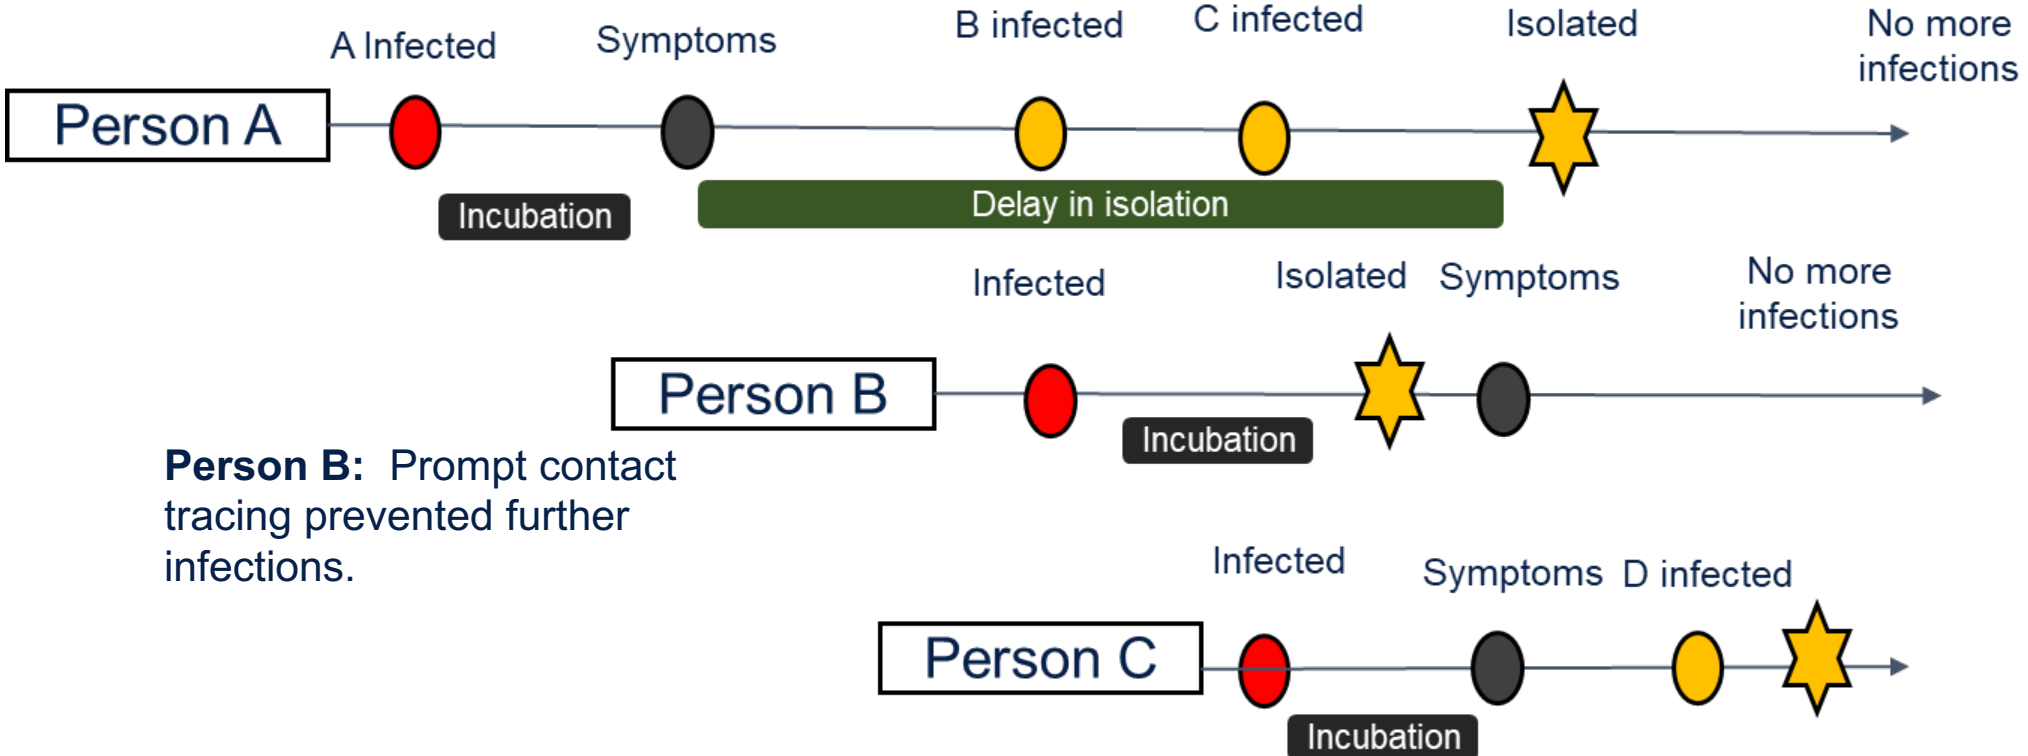 A Infected
Symptoms
B infected
C infected
Isolated
No more
infections
Person A
Incubation
Delay in isolation
Infected
Isolated
Symptoms
No more
infections
Person B
Incubation
Person B: Prompt contact
tracing prevented further
infections.
Infected
Symptoms
D infected
Person C
Incubation